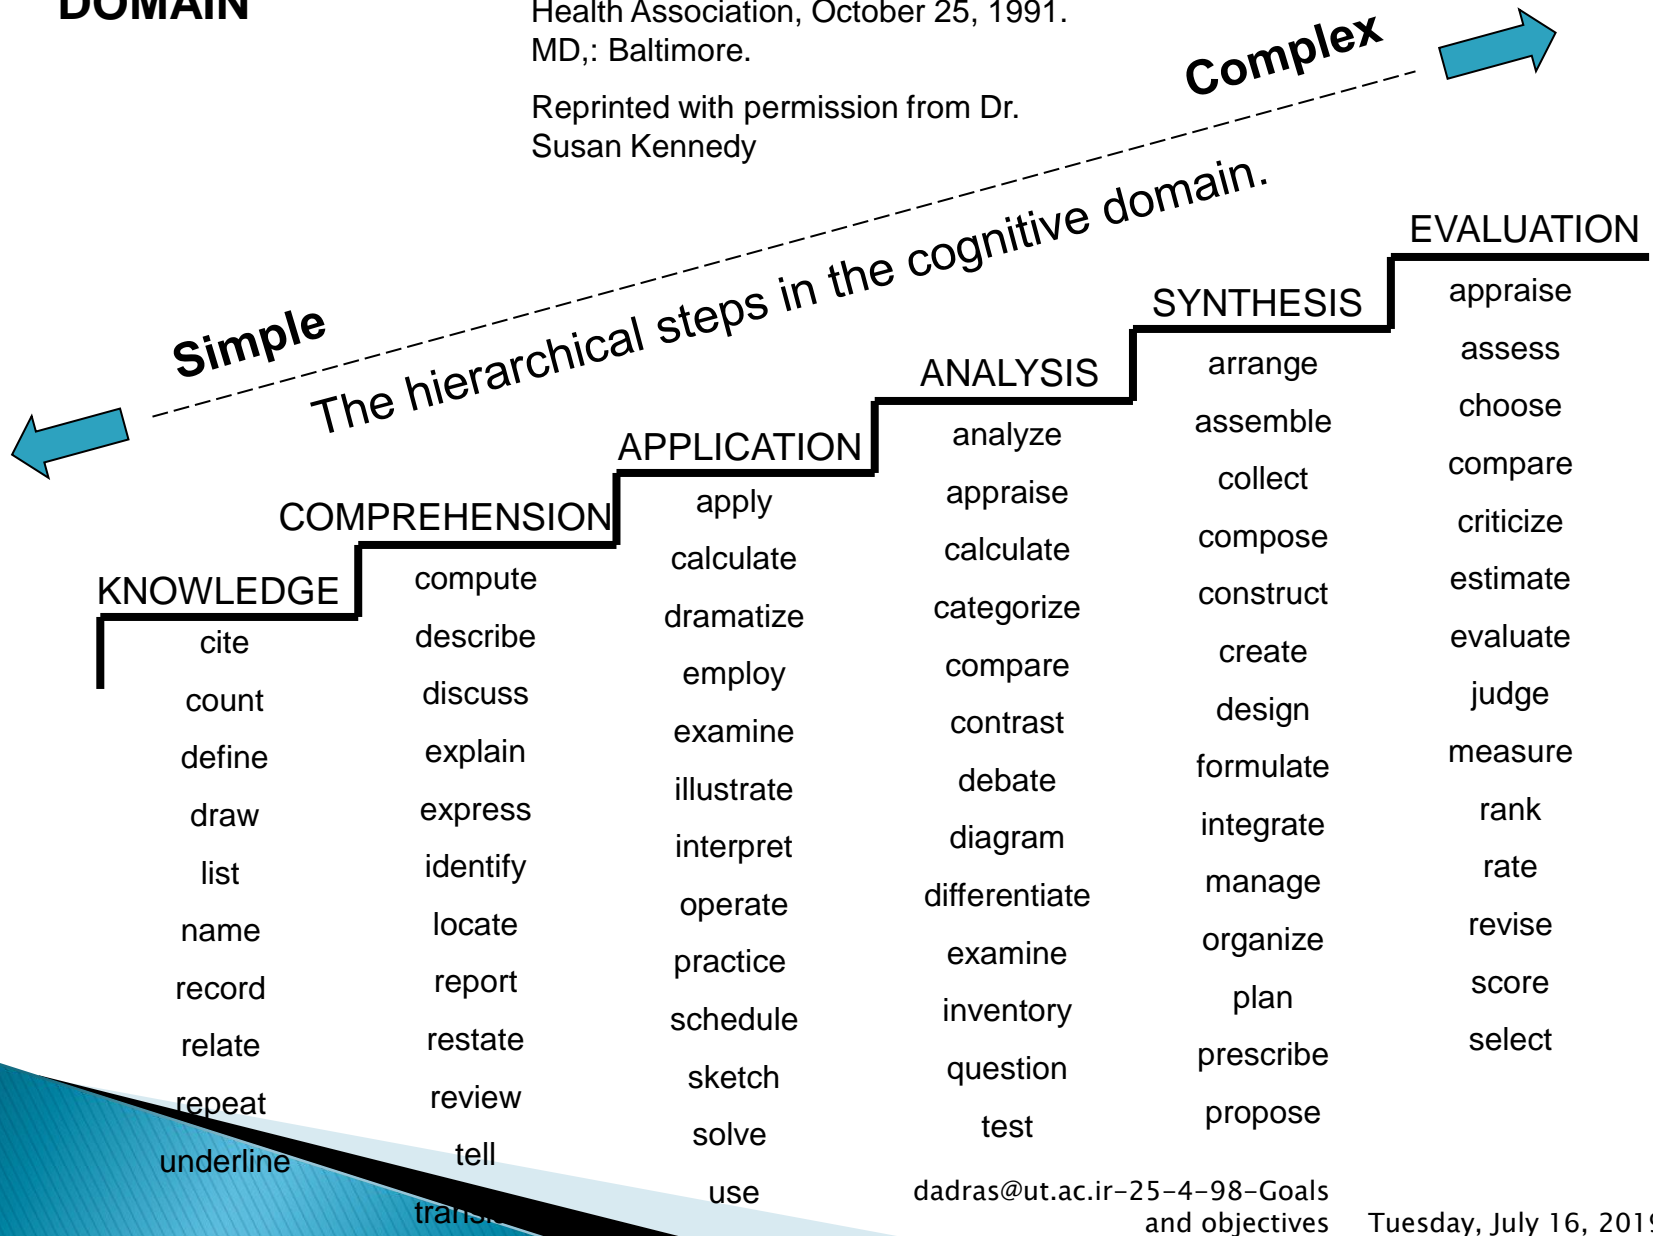 DOMAIN
Health Association, October 25, 1991.
MD,: Baltimore.
Reprinted with permission from Dr.
Susan Kennedy
Complex
Simple
The hierarchical steps in the cognitive domain.
KNOWLEDGE
cite
count
define
draw
list
name
record
relate
repeat
underline
COMPREHENSION
compute
describe
discuss
explain
express
identify
locate
report
restate
review
tell
APPLICATION
apply
calculate
dramatize
employ
examine
illustrate
interpret
operate
practice
schedule
sketch
solve
use
ANALYSIS
analyze
appraise
calculate
categorize
compare
contrast
debate
diagram
differentiate
examine
inventory
question
test
SYNTHESIS
arrange
assemble
collect
compose
construct
create
design
formulate
integrate
manage
organize
plan
prescribe
propose
EVALUATION
appraise
assess
choose
compare
criticize
estimate
evaluate
judge
measure
rank
rate
revise
score
select
dadras@ut.ac.ir-25-4-98-Goals
and objectives
Tuesday, July 16, 2019